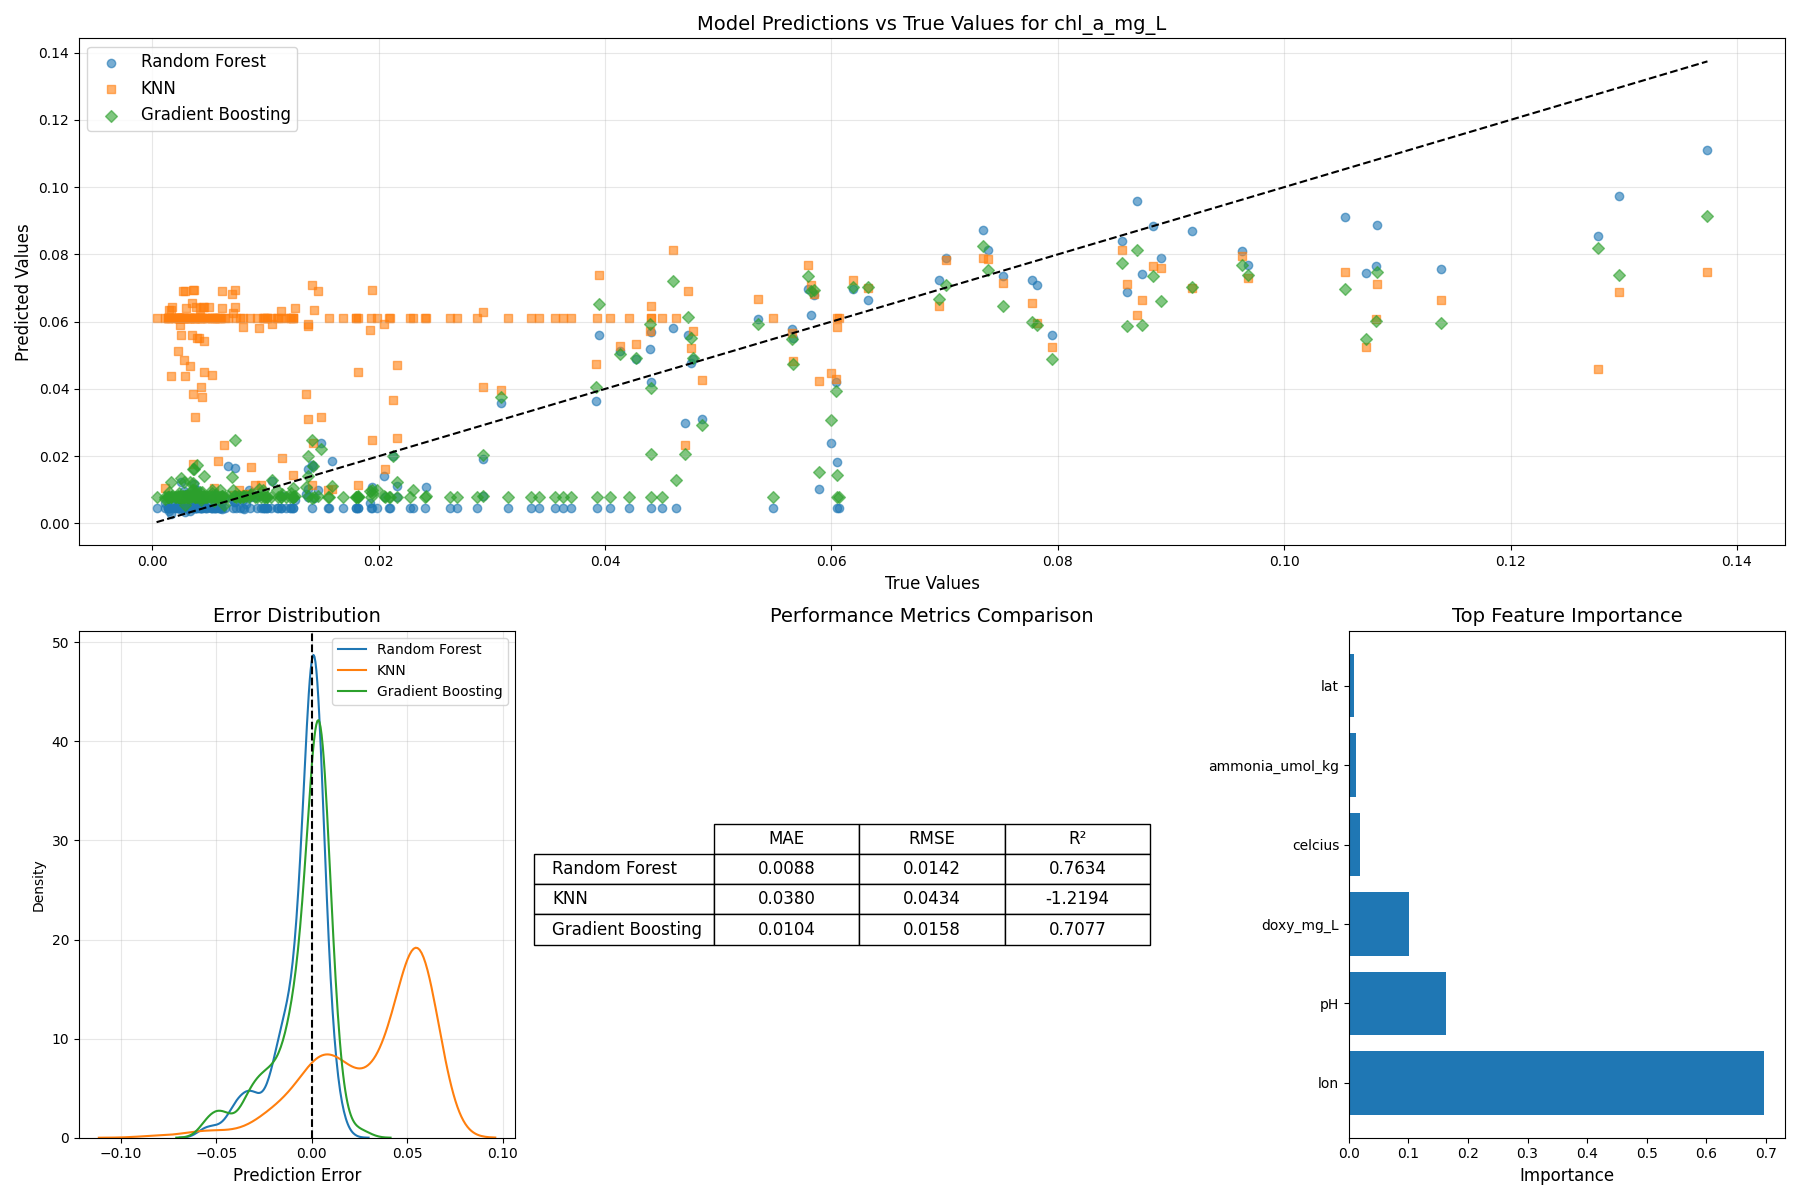 Model Predictions vs True Values for chl_a_mg_L
Random Forest
KNN
Gradient Boosting
Predicted Values
0.14
0.12
0.10
0.08
0.06
0.04
0.02
0.00
0.00 0.02 0.04 0.06 0.08 0.10 0.12 0.14
True Values
Error Distribution
Random Forest
KNN
Gradient Boosting
Density
50
40
30
20
10
0
−0.10 −0.05 0.00 0.05 0.10
Prediction Error
Performance Metrics Comparison
MAE RMSE R²
Random Forest 0.0088 0.0142 0.7634
KNN 0.0380 0.0434 -1.2194
Gradient Boosting 0.0104 0.0158 0.7077
Top Feature Importance
lat
ammonia_umol_kg
celcius
doxy_mg_L
pH
lon
0.0 0.1 0.2 0.3 0.4 0.5 0.6 0.7
Importance